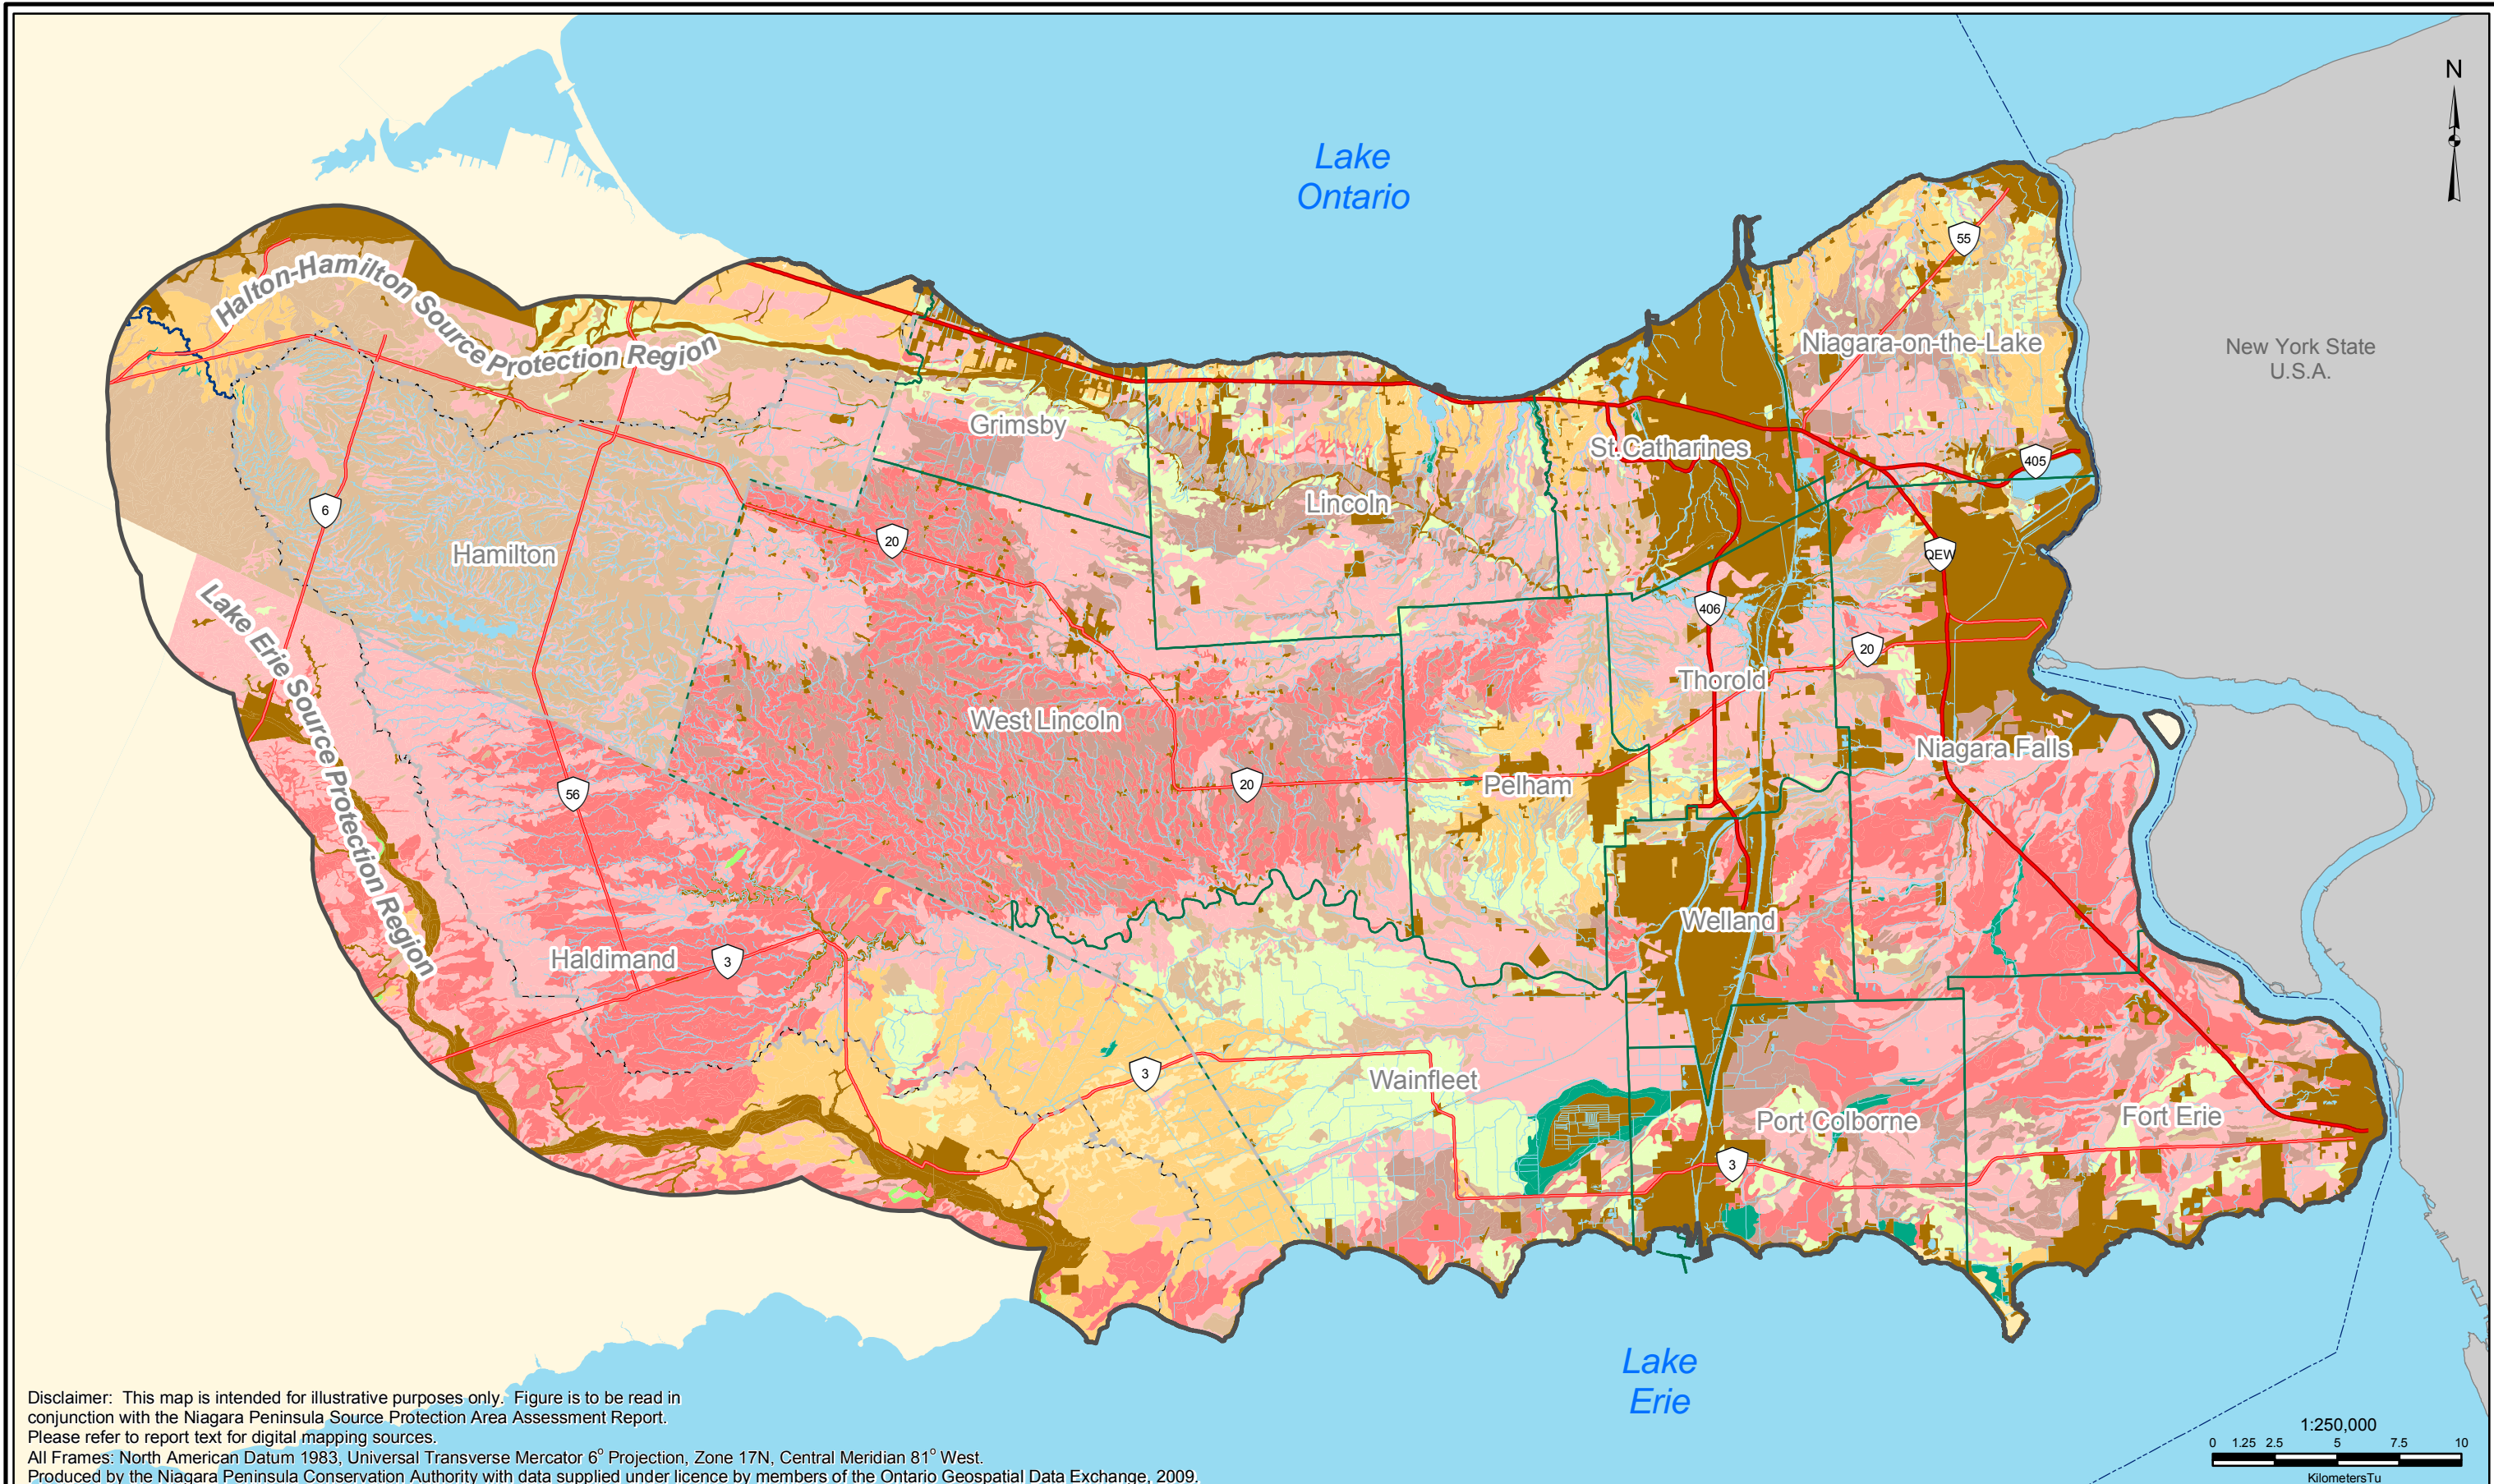 N
Lake
Ontario
55
Halton-Hamilton Source Protection Region
Niagara-on-the-Lake
New York State
U.S.A.
Grimsby
St.Catharines
405
Lincoln
6
20
Hamilton
QEW
Lake Erie Source Protection Region
406
20
Thorold
West Lincoln
Niagara Falls
56
20
Pelham
Welland
Haldimand
3
3
Wainfleet
Port Colborne
Fort Erie
3
Lake
Erie
Disclaimer: This map is intended for illustrative purposes only. Figure is to be read in
conjunction with the Niagara Peninsula Source Protection Area Assessment Report.
Please refer to report text for digital mapping sources.
All Frames: North American Datum 1983, Universal Transverse Mercator 6° Projection, Zone 17N, Central Meridian 81° West.
Produced by the Niagara Peninsula Conservation Authority with data supplied under licence by members of the Ontario Geospatial Data Exchange, 2009.
1:250,000
0 1.25 2.5 5 7.5 10
KilometersTu